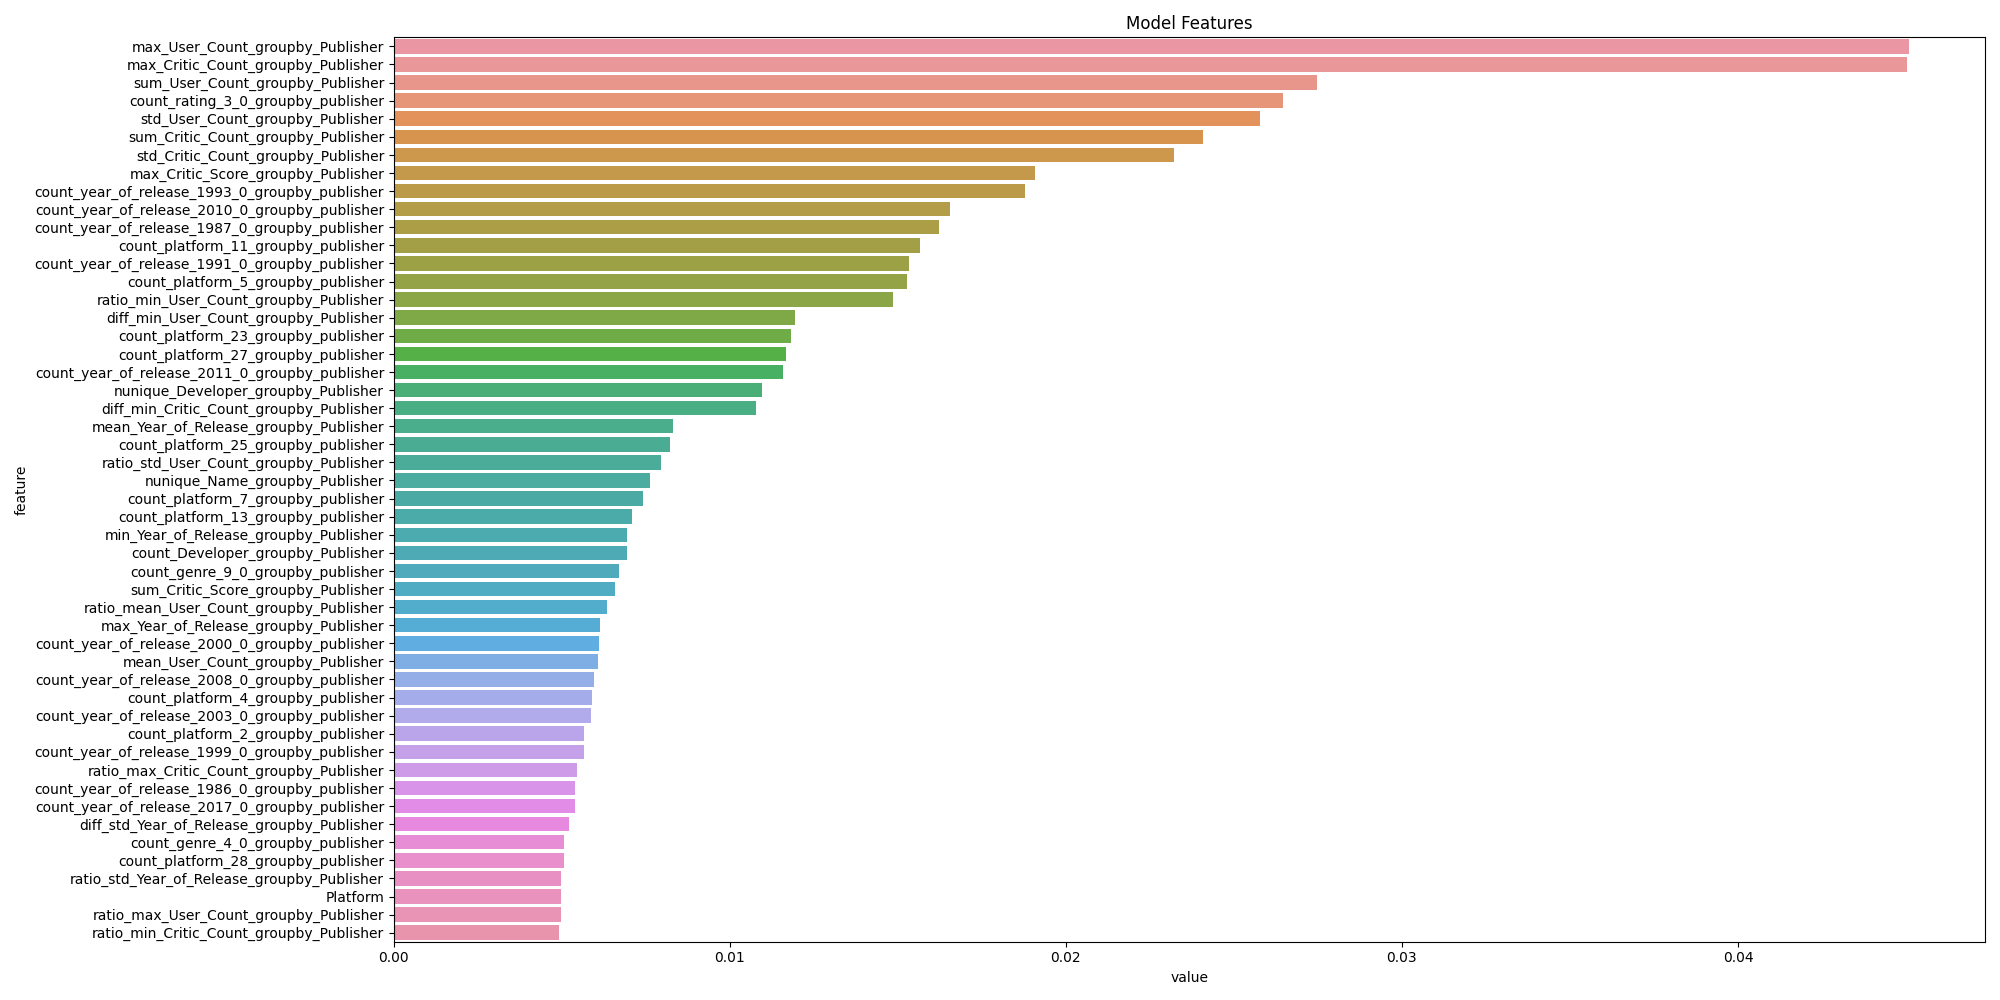 Model Features
max_User_Count_groupby_Publisher
max_Critic_Count_groupby_Publisher
sum_User_Count_groupby_Publisher
count_rating_3_0_groupby_publisher
std_User_Count_groupby_Publisher
sum_Critic_Count_groupby_Publisher
std_Critic_Count_groupby_Publisher
max_Critic_Score_groupby_Publisher
count_year_of_release_1993_0_groupby_publisher
count_year_of_release_2010_0_groupby_publisher
count_year_of_release_1987_0_groupby_publisher
count_platform_11_groupby_publisher
count_year_of_release_1991_0_groupby_publisher
count_platform_5_groupby_publisher
ratio_min_User_Count_groupby_Publisher
diff_min_User_Count_groupby_Publisher
count_platform_23_groupby_publisher
count_platform_27_groupby_publisher
count_year_of_release_2011_0_groupby_publisher
nunique_Developer_groupby_Publisher
diff_min_Critic_Count_groupby_Publisher
mean_Year_of_Release_groupby_Publisher
count_platform_25_groupby_publisher
ratio_std_User_Count_groupby_Publisher
nunique_Name_groupby_Publisher
count_platform_7_groupby_publisher
count_platform_13_groupby_publisher
min_Year_of_Release_groupby_Publisher
count_Developer_groupby_Publisher
count_genre_9_0_groupby_publisher
sum_Critic_Score_groupby_Publisher
ratio_mean_User_Count_groupby_Publisher
max_Year_of_Release_groupby_Publisher
count_year_of_release_2000_0_groupby_publisher
mean_User_Count_groupby_Publisher
count_year_of_release_2008_0_groupby_publisher
count_platform_4_groupby_publisher
count_year_of_release_2003_0_groupby_publisher
count_platform_2_groupby_publisher
count_year_of_release_1999_0_groupby_publisher
ratio_max_Critic_Count_groupby_Publisher
count_year_of_release_1986_0_groupby_publisher
count_year_of_release_2017_0_groupby_publisher
diff_std_Year_of_Release_groupby_Publisher
count_genre_4_0_groupby_publisher
count_platform_28_groupby_publisher
ratio_std_Year_of_Release_groupby_Publisher
Platform
ratio_max_User_Count_groupby_Publisher
ratio_min_Critic_Count_groupby_Publisher
feature
0.00 0.01 0.02 0.03 0.04
value